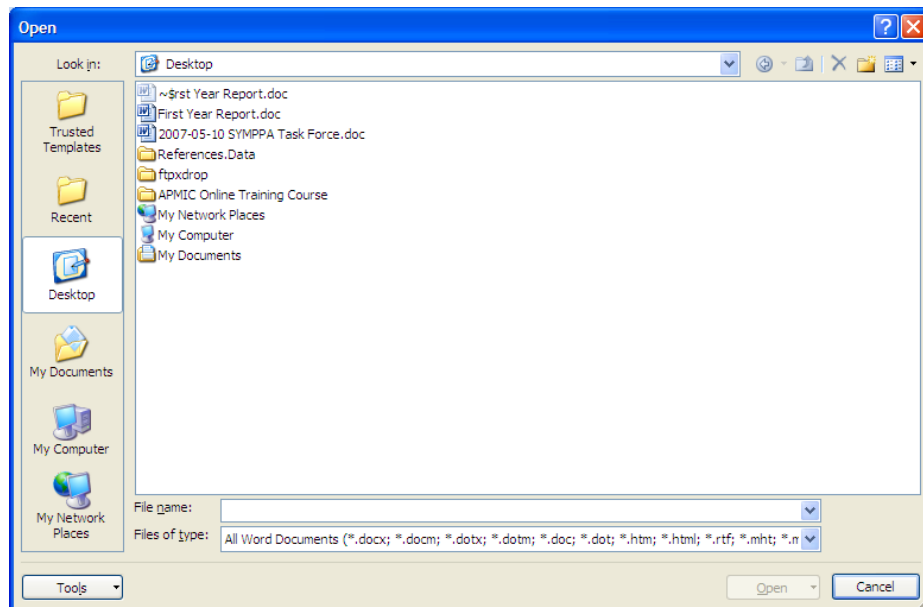 Open
Look in:
Desktop
Trusted
Templates
Recent
Desktop
My Documents
My Computer
My Network
Places
~$rst Year Report.doc
First Year Report.doc
2007-05-10 SYMPPA Task Force.doc
References.Data
ftpxdrop
APMIC Online Training Course
My Network Places
My Computer
My Documents
File name:
Files of type:
All Word Documents (*.docx; *.docm; *.dotx; *.dotm; *.doc; *.dot; *.htm; *.html; *.rtf; *.mht; *.m
Tools
Open
Cancel